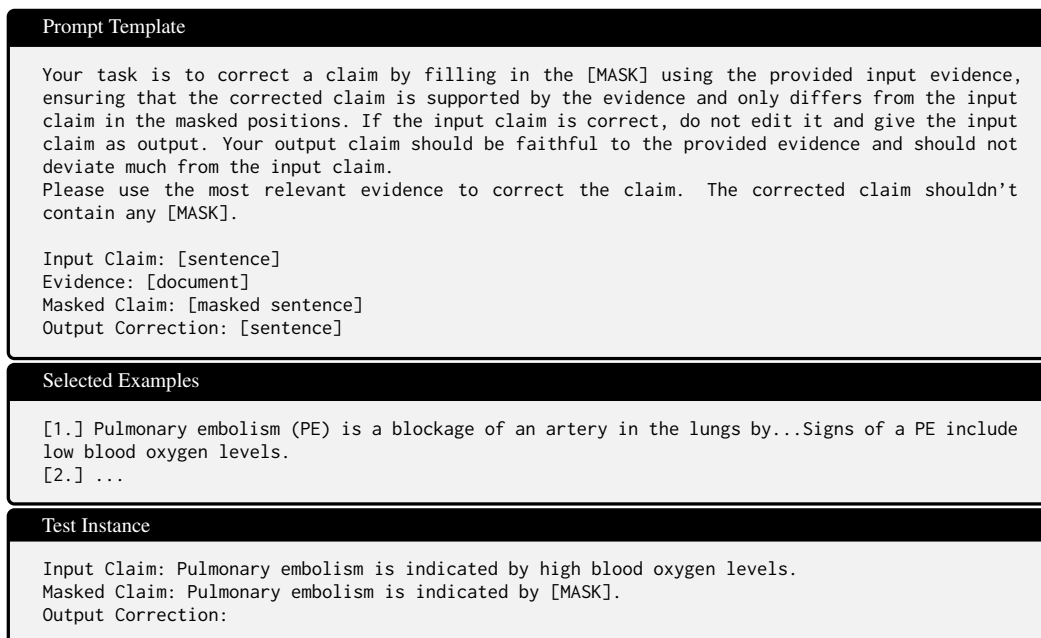 Prompt Template
Your task is to correct a claim by filling in the [MASK] using the provided input evidence,
ensuring that the corrected claim is supported by the evidence and only differs from the input
claim in the masked positions. If the input claim is correct, do not edit it and give the input
claim as output. Your output claim should be faithful to the provided evidence and should not
deviate much from the input claim.
Please use the most relevant evidence to correct the claim. The corrected claim shouldn't
contain any [MASK].
Input Claim: [sentence]
Evidence: [document]
Masked Claim: [masked sentence]
Output Correction: [sentence]
Selected Examples
[1.] Pulmonary embolism (PE) is a blockage of an artery in the lungs by...Signs of a PE include
low blood oxygen levels.
[2.] ...
Test Instance
Input Claim: Pulmonary embolism is indicated by high blood oxygen levels.
Masked Claim: Pulmonary embolism is indicated by [MASK].
Output Correction: